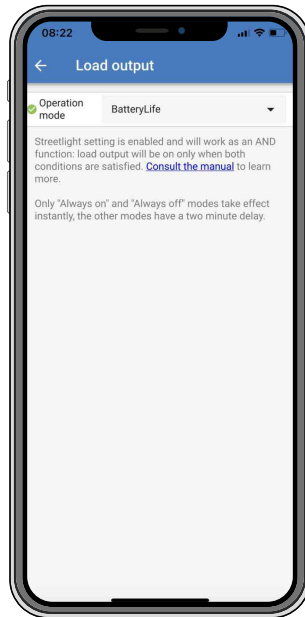 08:22
Load output
Operation
mode
BatteryLife
Streetlight setting is enabled and will work as an AND
function: load output will be on only when both
conditions are satisfied. Consult the manual to learn
more.
Only "Always on" and "Always off" modes take effect
instantly, the other modes have a two minute delay.